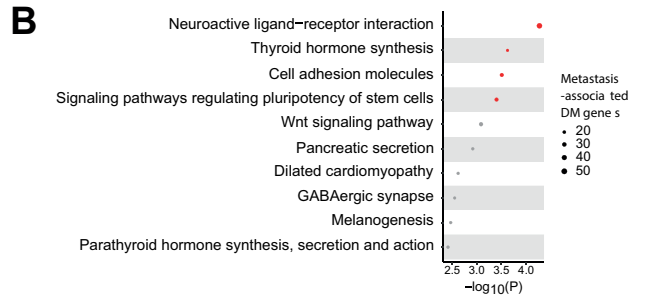 B
Neuroactive ligand−receptor interaction
Thyroid hormone synthesis
Cell adhesion molecules
Signaling pathways regulating pluripotency of stem cells
Wnt signaling pathway
Pancreatic secretion
Dilated cardiomyopathy
GABAergic synapse
Melanogenesis
Parathyroid hormone synthesis, secretion and action
2.5 3.0 3.5 4.0
−log10(P)
Metastasis
-associa ted
DM gene s
20
30
40
50